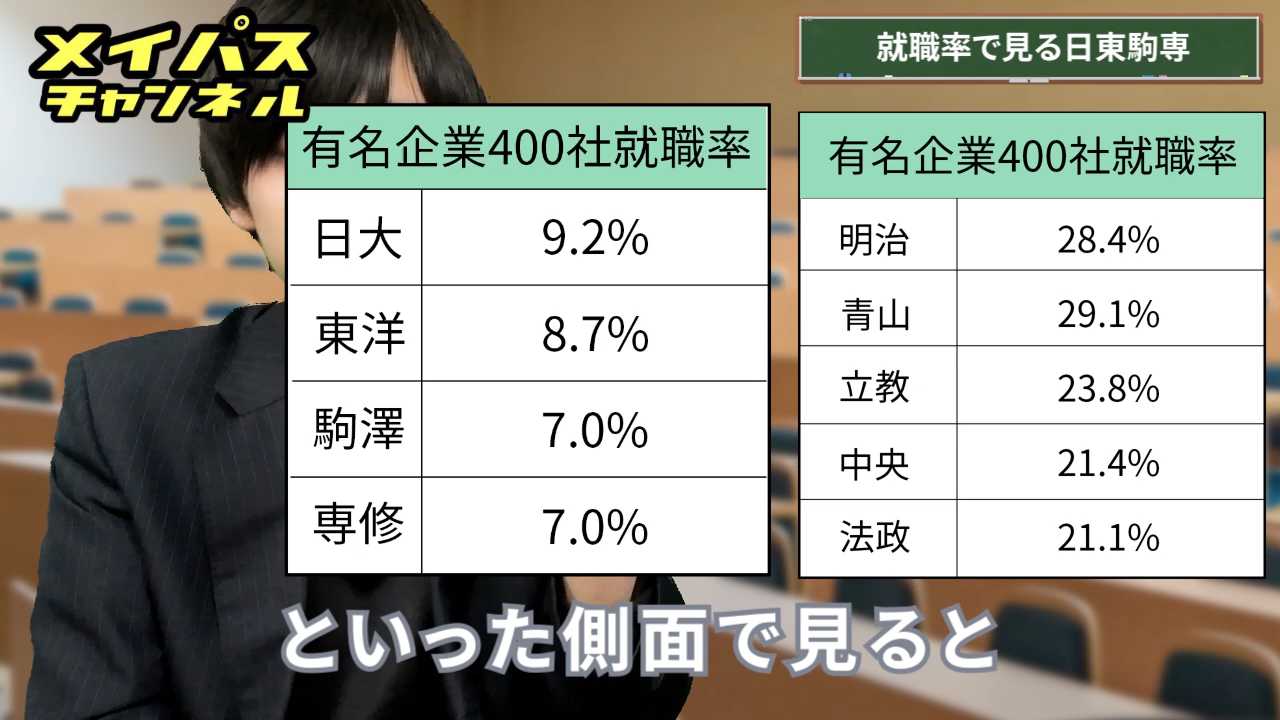 メイパス
チャンネル
就職率で見る日東駒専
有名企業400社就職率
日大 9.2%
東洋 8.7%
駒澤 7.0%
専修 7.0%
有名企業400社就職率
明治 28.4%
青山 29.1%
立教 23.8%
中央 21.4%
法政 21.1%
といった側面で見ると